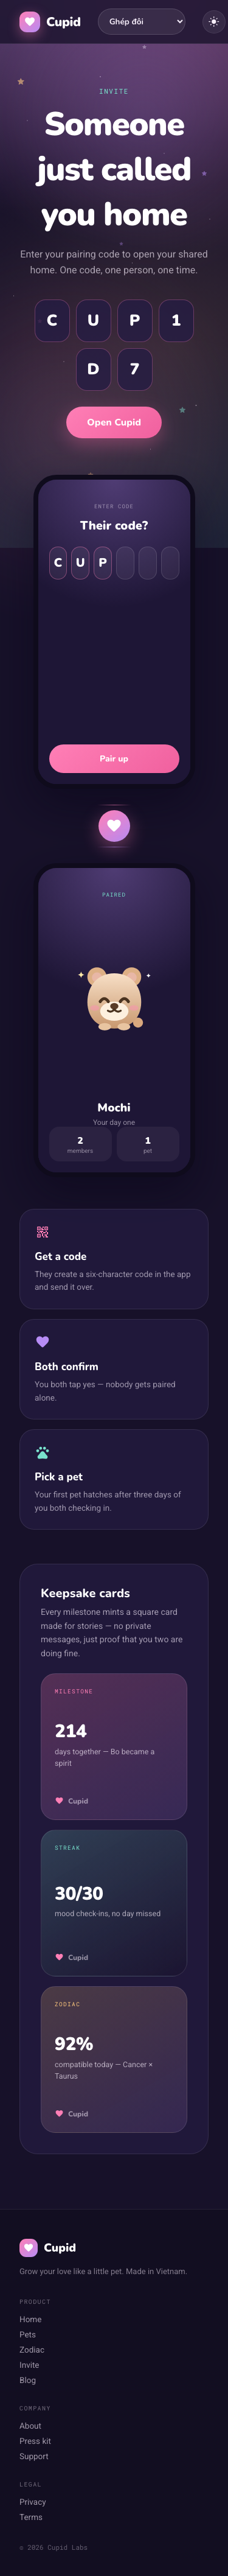 Cupid
Ghép đôi
INVITE
Someone
just called
you home
Enter your pairing code to open your shared
home. One code, one person, one time.
C U P 1
D 7
Open Cupid
ENTER CODE
Their code?
C U P
Pair up
PAIRED
Mochi
Your day one
2 1
members pet
Get a code
They create a six-character code in the app
and send it over.
Both confirm
You both tap yes — nobody gets paired
alone.
Pick a pet
Your first pet hatches after three days of
you both checking in.
Keepsake cards
Every milestone mints a square card
made for stories — no private
messages, just proof that you two are
doing fine.
MILESTONE
214
days together — Bo became a
spirit
Cupid
STREAK
30/30
mood check-ins, no day missed
Cupid
ZODIAC
92%
compatible today — Cancer ×
Taurus
Cupid
Cupid
Grow your love like a little pet. Made in Vietnam.
PRODUCT
Home
Pets
Zodiac
Invite
Blog
COMPANY
About
Press kit
Support
LEGAL
Privacy
Terms
© 2026 Cupid Labs